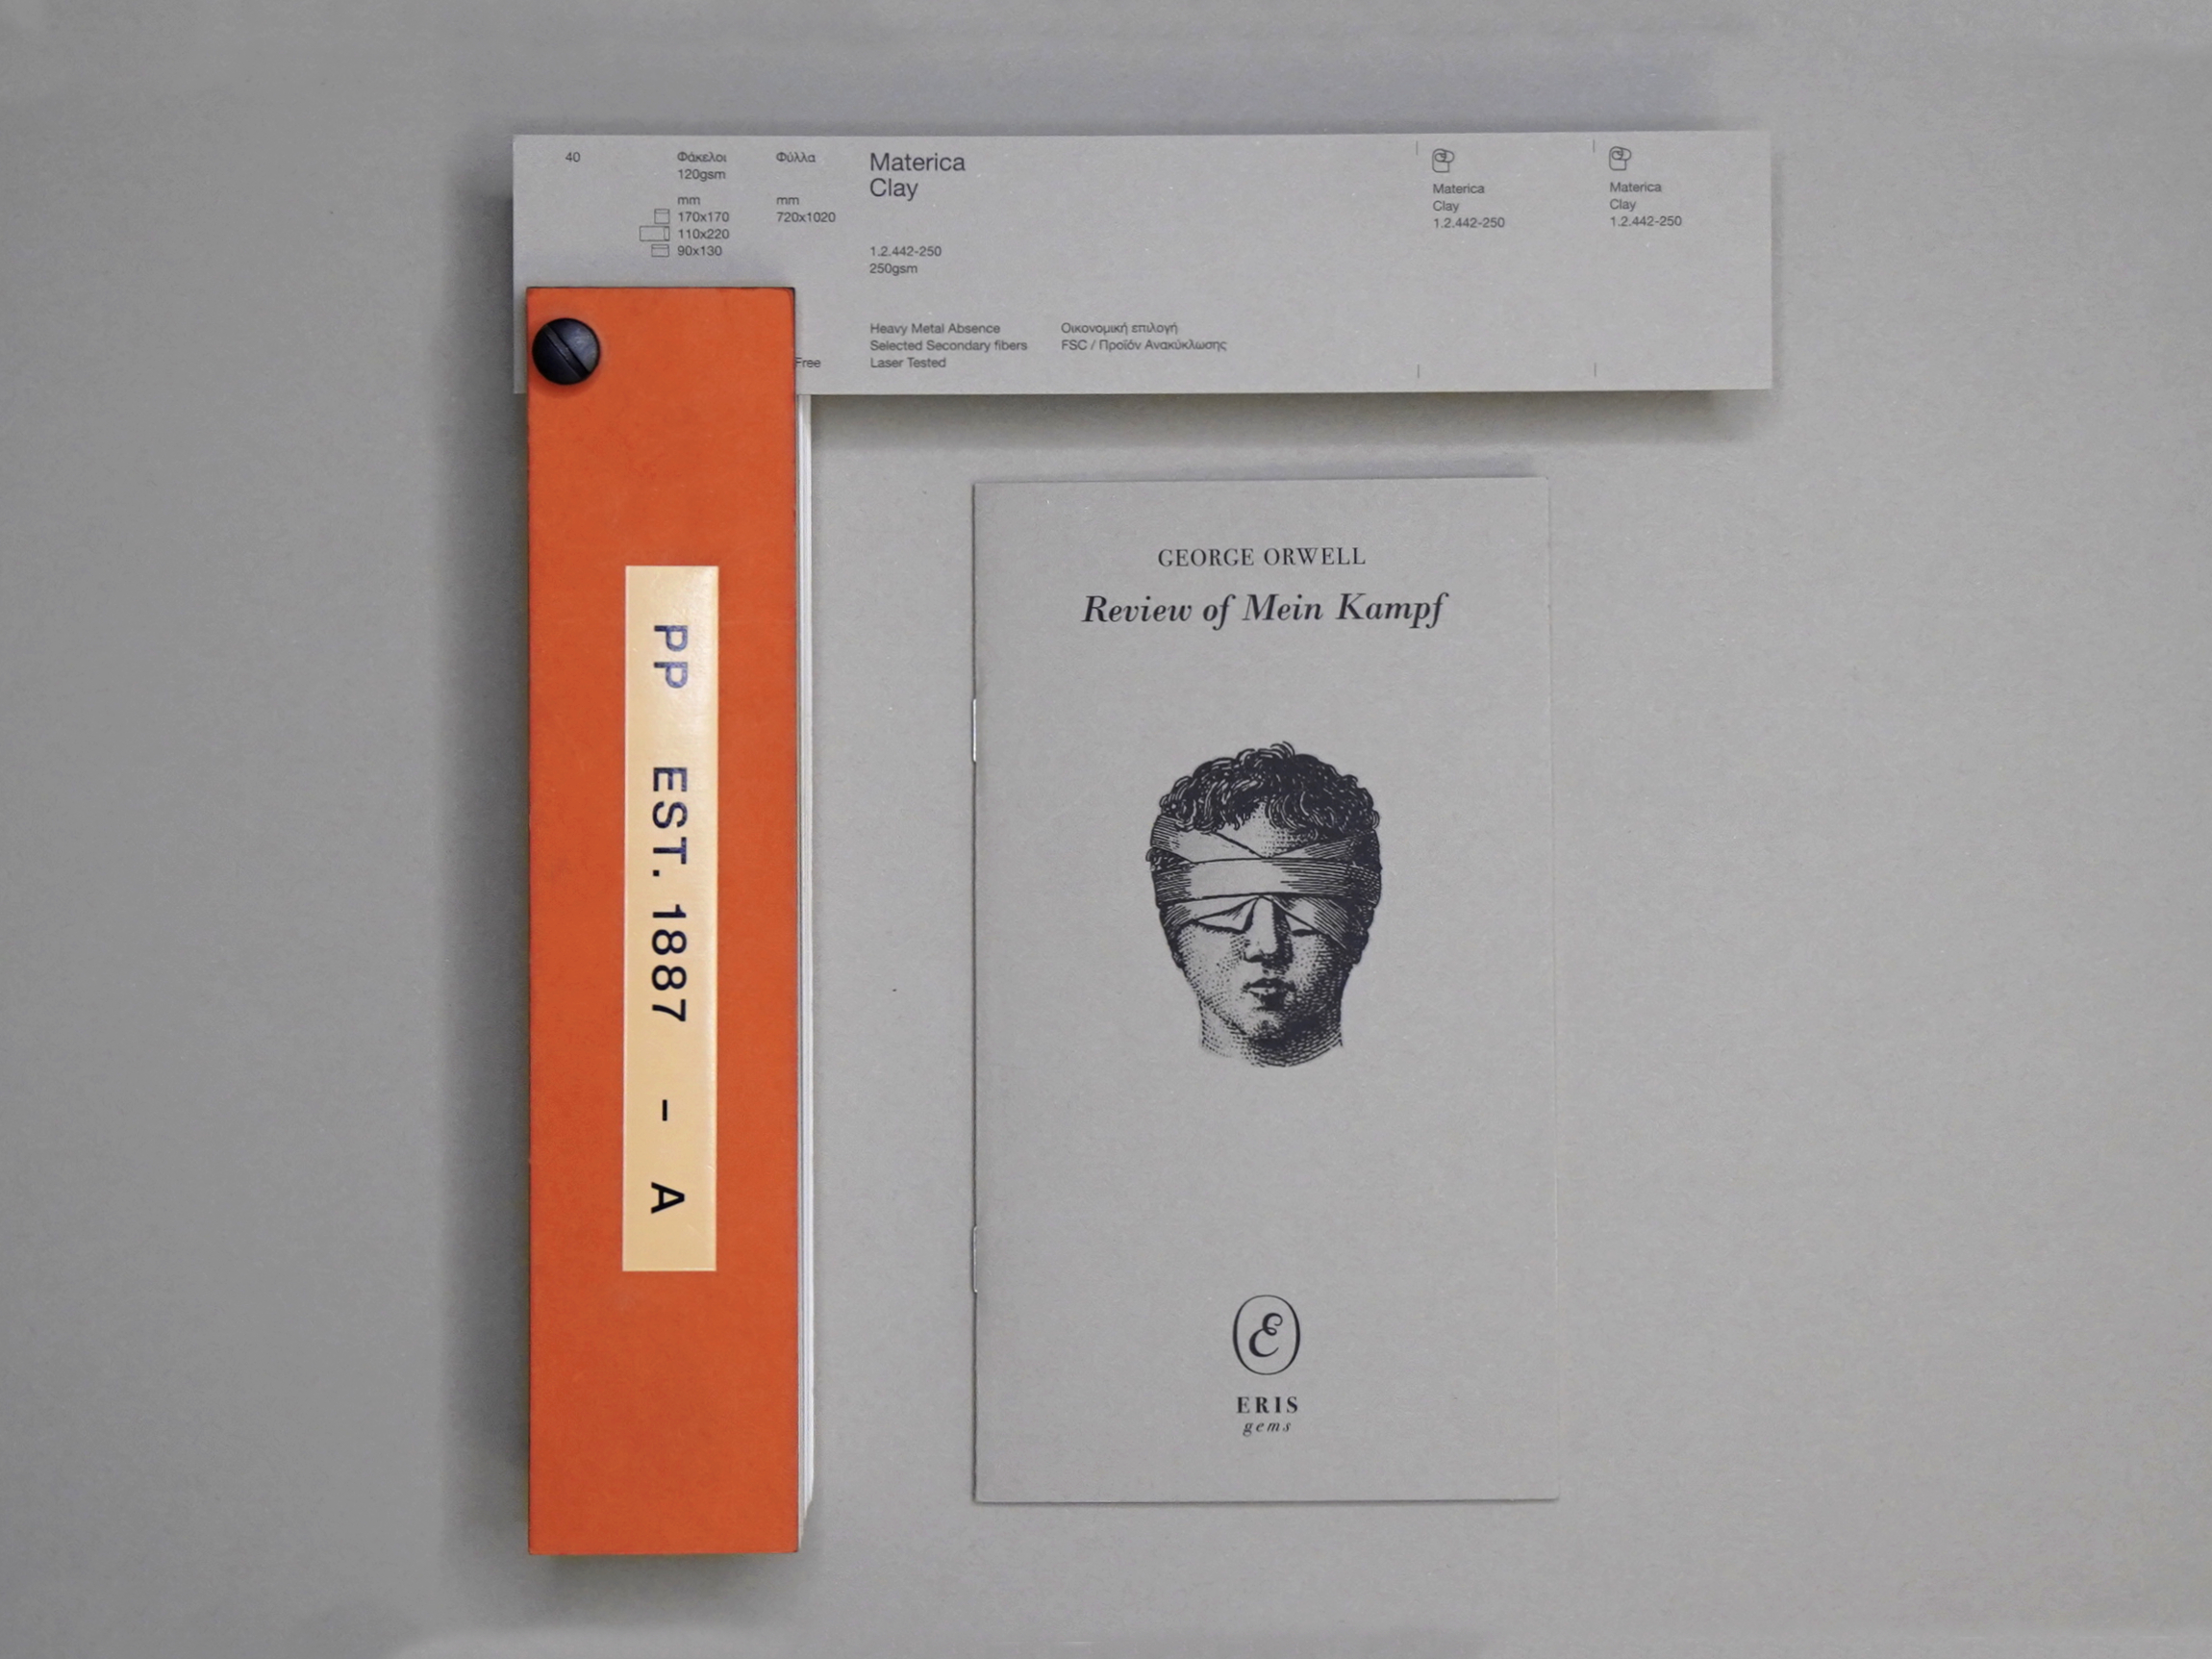 40
Φάκελοι
120gsm
mm
170x170
110x220
90x130
Φύλλα
mm
720x1020
Materica
Clay
1.2.442-250
250gsm
Free
Heavy Metal Absence
Selected Secondary fibers
Laser Tested
Οικονομική επιλογή
FSC / Προϊόν Ανακύκλωσης
Materica
Clay
1.2.442-250
Materica
Clay
1.2.442-250
PP EST. 1887 - A
GEORGE ORWELL
Review of Mein Kampf
E
ERIS
gems